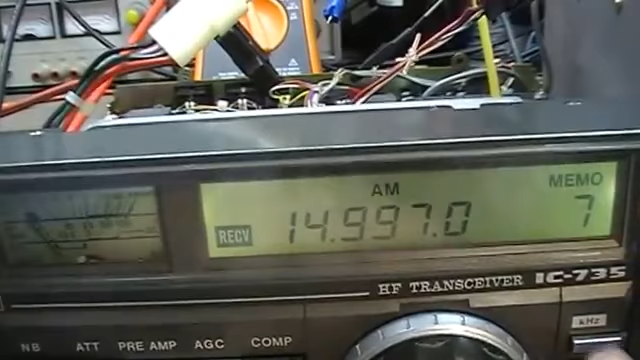 AM
MEMO
RECV
14.997.0
7
HF TRANSCEIVER IC-735
kHz
NB ATT PRE AMP AGC COMP